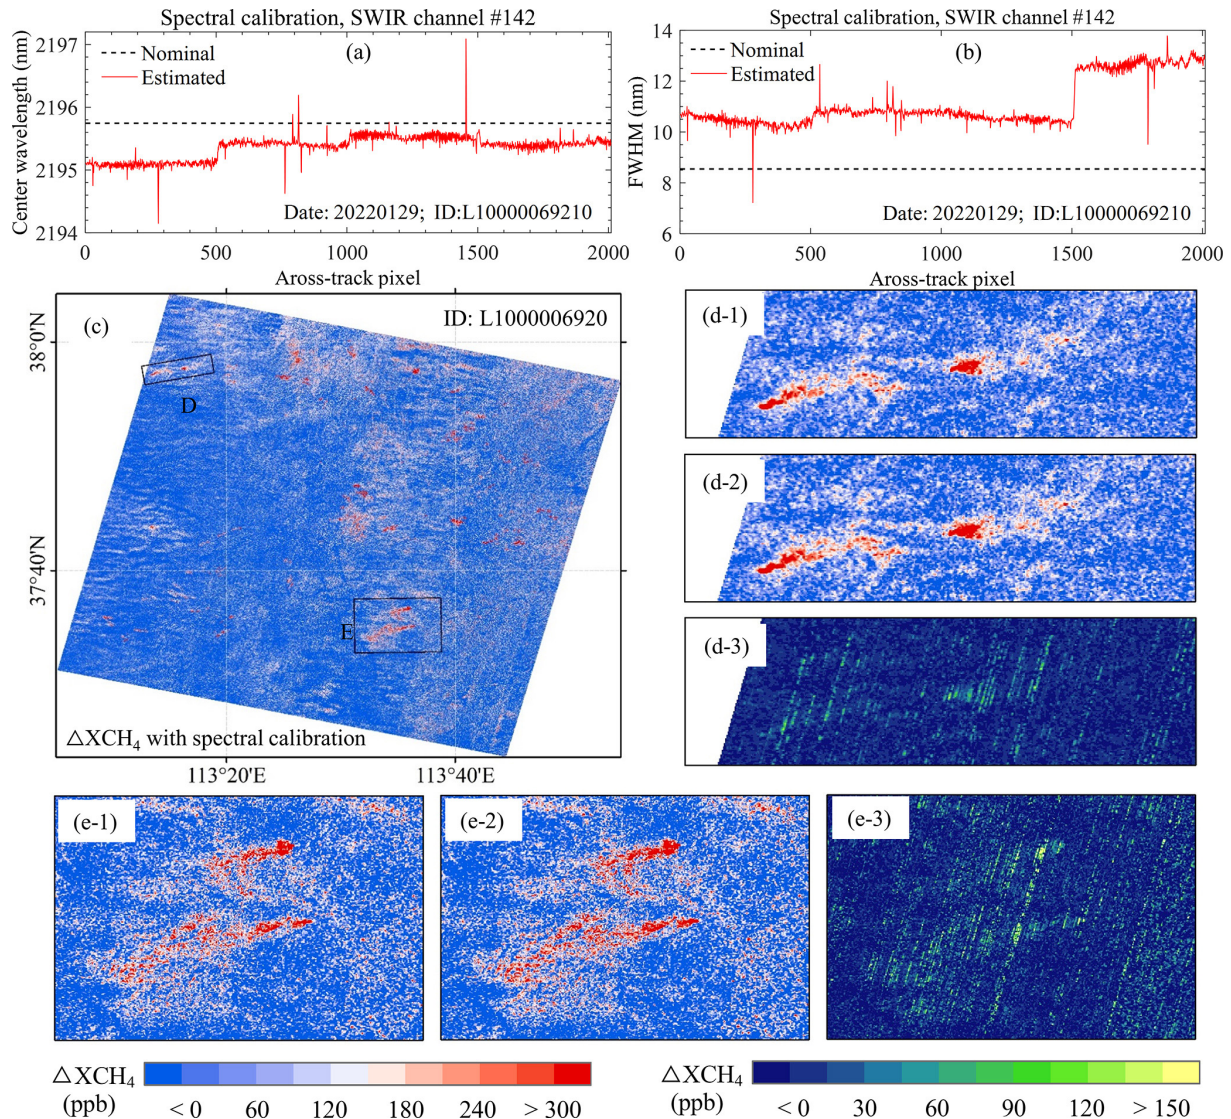 Spectral calibration, SWIR channel #142
Center wavelength (nm)
2197
2196
2195
2194
Nominal
Estimated
(a)
Date: 20220129; ID:L10000069210
0 500 1000 1500 2000
Aross-track pixel
Spectral calibration, SWIR channel #142
FWHM (nm)
14
12
10
8
6
Nominal
Estimated
(b)
Date: 20220129; ID:L10000069210
0 500 1000 1500 2000
Aross-track pixel
(c)
ID: L1000006920
38°0'N
37°40'N
D
E
△XCH₄ with spectral calibration
113°20'E 113°40'E
(d-1)
(d-2)
(d-3)
(e-1)
(e-2)
(e-3)
△XCH₄
(ppb)
< 0 60 120 180 240 > 300
△XCH₄
(ppb)
< 0 30 60 90 120 > 150